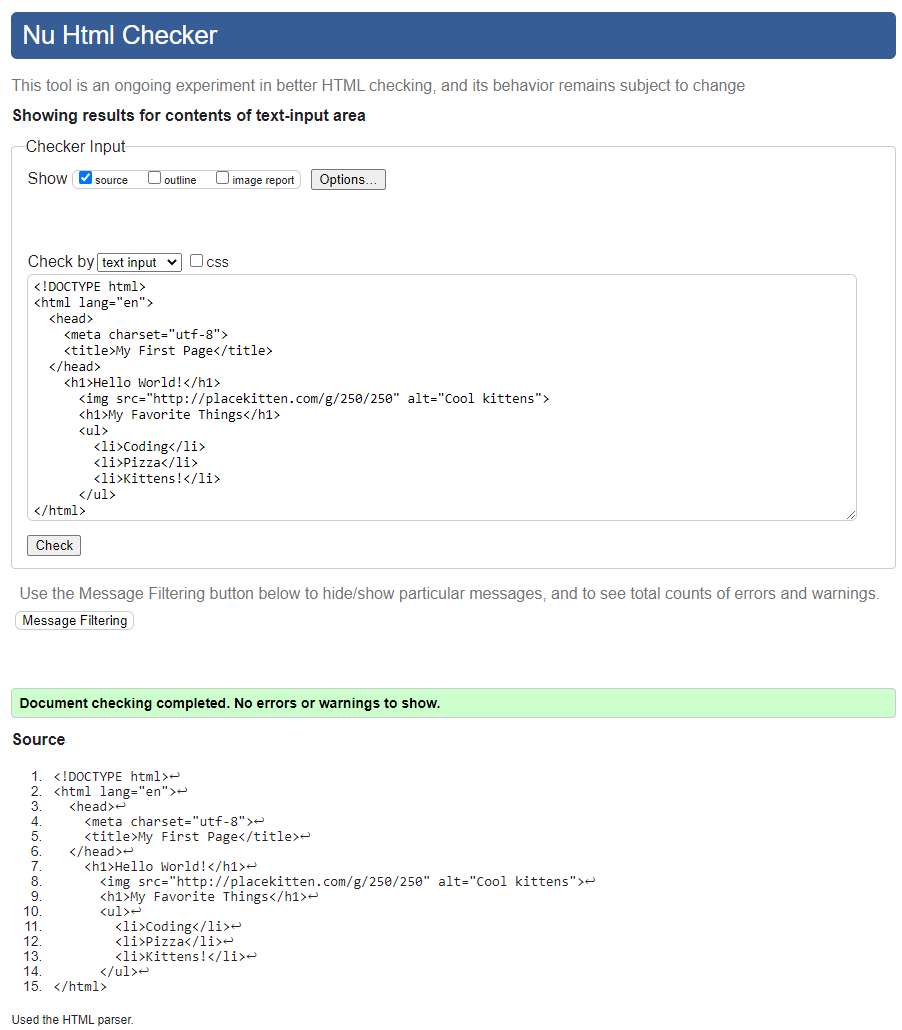 Nu Html Checker
This tool is an ongoing experiment in better HTML checking, and its behavior remains subject to change
Showing results for contents of text-input area
Checker Input
Show source outline image report Options...
Check by text input css
<!DOCTYPE html>
<html lang="en">
  <head>
    <meta charset="utf-8">
    <title>My First Page</title>
  </head>
    <h1>Hello World!</h1>
      <img src="http://placekitten.com/g/250/250" alt="Cool kittens">
      <h1>My Favorite Things</h1>
      <ul>
        <li>Coding</li>
        <li>Pizza</li>
        <li>Kittens!</li>
      </ul>
</html>
Check
Use the Message Filtering button below to hide/show particular messages, and to see total counts of errors and warnings.
Message Filtering
Document checking completed. No errors or warnings to show.
Source
1. <!DOCTYPE html>↩
2. <html lang="en">↩
3.   <head>↩
4.     <meta charset="utf-8">↩
5.     <title>My First Page</title>↩
6.   </head>↩
7.     <h1>Hello World!</h1>↩
8.       <img src="http://placekitten.com/g/250/250" alt="Cool kittens">↩
9.       <h1>My Favorite Things</h1>↩
10.       <ul>↩
11.         <li>Coding</li>↩
12.         <li>Pizza</li>↩
13.         <li>Kittens!</li>↩
14.       </ul>↩
15. </html>
Used the HTML parser.